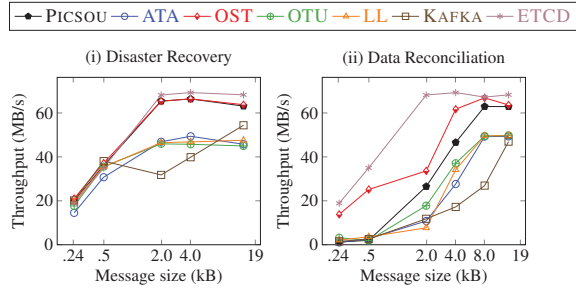 PICSOU ATA OST OTU LL KAFKA ETCD
(i) Disaster Recovery
(ii) Data Reconciliation
Throughput (MB/s)
60
40
20
0
.24 .5 2.0 4.0 19
Message size (kB)
Throughput (MB/s)
60
40
20
0
.24 .5 2.0 4.0 8.0 19
Message size (kB)